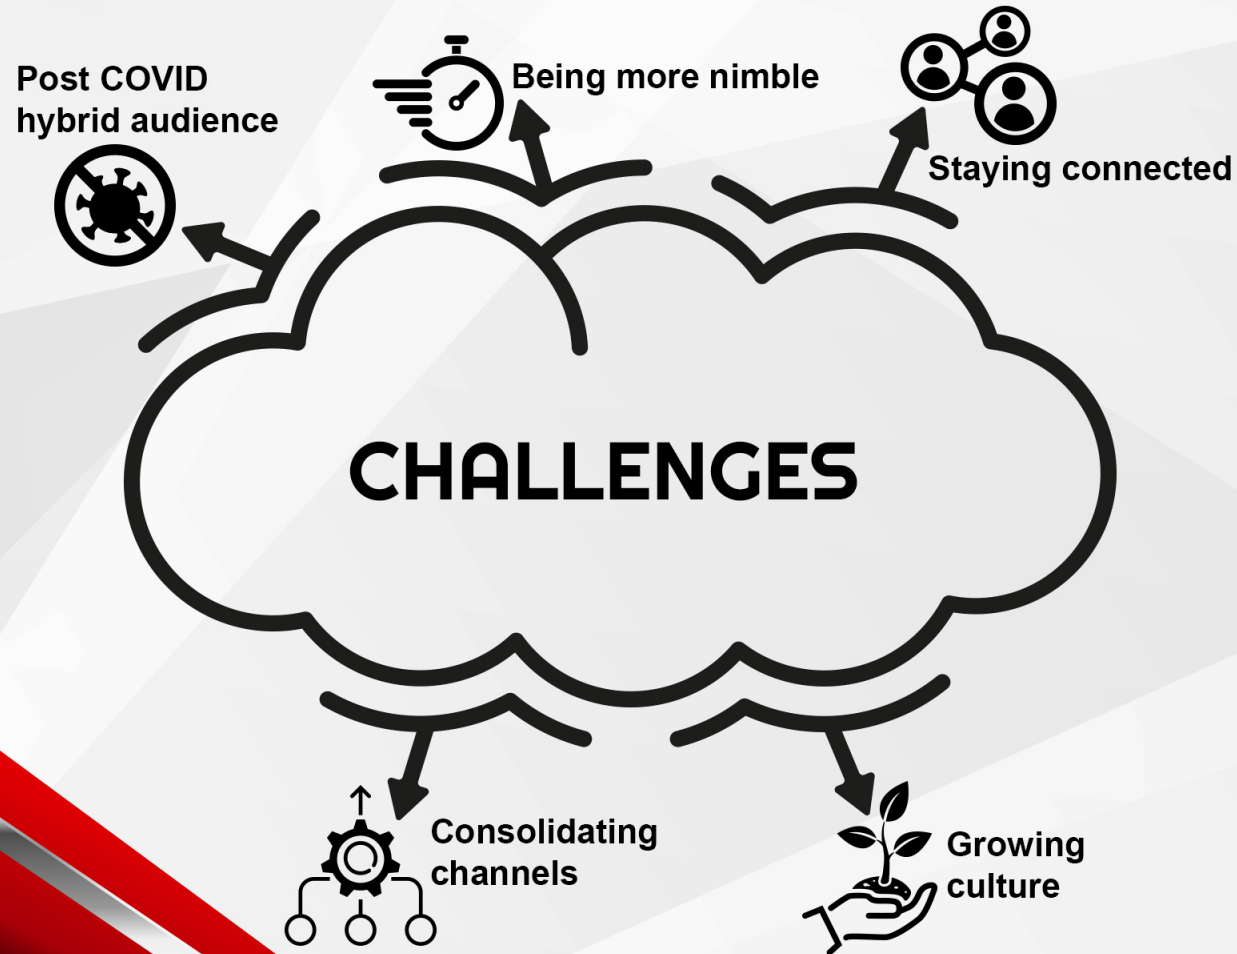 Post COVID
hybrid audience
Being more nimble
Staying connected
CHALLENGES
Consolidating
channels
Growing
culture